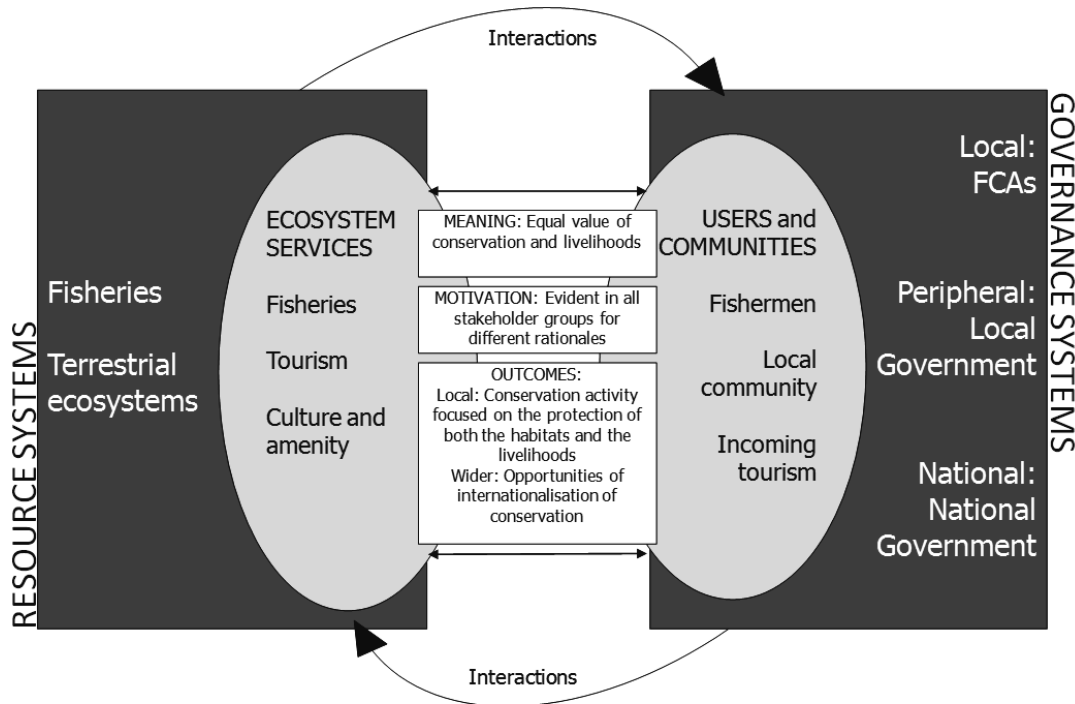 Interactions
RESOURCE SYSTEMS
Fisheries
Terrestrial
ecosystems
ECOSYSTEM
SERVICES
Fisheries
Tourism
Culture and
amenity
MEANING: Equal value of
conservation and livelihoods
MOTIVATION: Evident in all
stakeholder groups for
different rationales
OUTCOMES:
Local: Conservation activity
focused on the protection of
both the habitats and the
livelihoods
Wider: Opportunities of
internationalisation of
conservation
USERS and
COMMUNITIES
Fishermen
Local
community
Incoming
tourism
Local:
FCAs
Peripheral:
Local
Government
National:
National
Government
GOVERNANCE SYSTEMS
Interactions